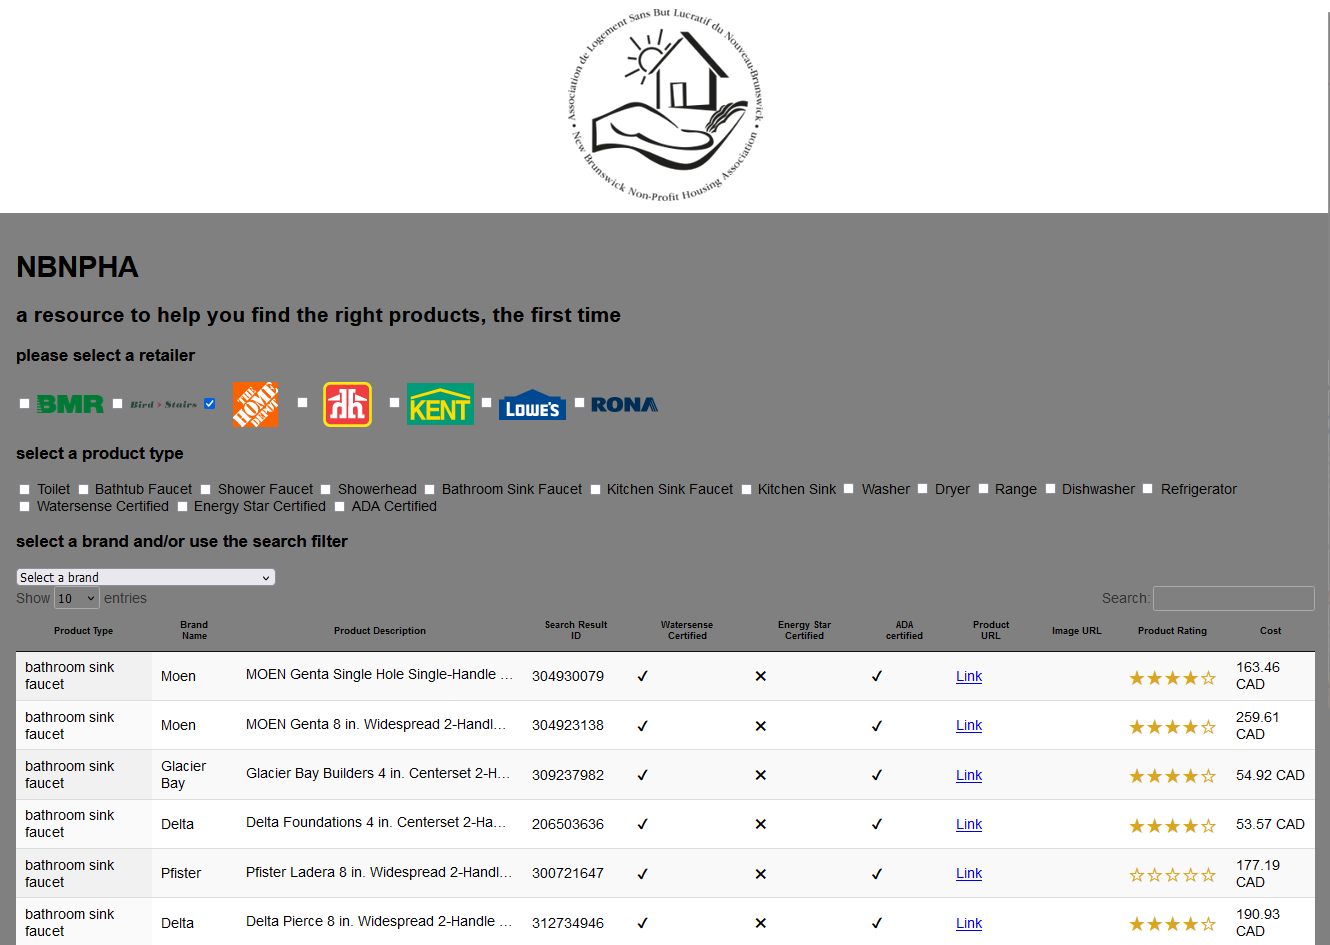 Association de Logement Sans But Lucratif du Nouveau-Brunswick •
New Brunswick Non-Profit Housing Association •
NBNPHA
a resource to help you find the right products, the first time
please select a retailer
BMR Bird Stairs THE HOME DEPOT KENT LOWE'S RONA
select a product type
Toilet Bathtub Faucet Shower Faucet Showerhead Bathroom Sink Faucet Kitchen Sink Faucet Kitchen Sink Washer Dryer Range Dishwasher Refrigerator
Watersense Certified Energy Star Certified ADA Certified
select a brand and/or use the search filter
Select a brand
Show 10 entries Search:
Product Type Brand Name Product Description Search Result ID Watersense Certified Energy Star Certified ADA certified Product URL Image URL Product Rating Cost
bathroom sink faucet Moen MOEN Genta Single Hole Single-Handle … 304930079 ✓ ✕ ✓ Link ★★★★☆ 163.46 CAD
bathroom sink faucet Moen MOEN Genta 8 in. Widespread 2-Handl… 304923138 ✓ ✕ ✓ Link ★★★★☆ 259.61 CAD
bathroom sink faucet Glacier Bay Glacier Bay Builders 4 in. Centerset 2-H… 309237982 ✓ ✕ ✓ Link ★★★★☆ 54.92 CAD
bathroom sink faucet Delta Delta Foundations 4 in. Centerset 2-Ha… 206503636 ✓ ✕ ✓ Link ★★★★☆ 53.57 CAD
bathroom sink faucet Pfister Pfister Ladera 8 in. Widespread 2-Handl… 300721647 ✓ ✕ ✓ Link ☆☆☆☆☆ 177.19 CAD
bathroom sink faucet Delta Delta Pierce 8 in. Widespread 2-Handle … 312734946 ✓ ✕ ✓ Link ★★★★☆ 190.93 CAD